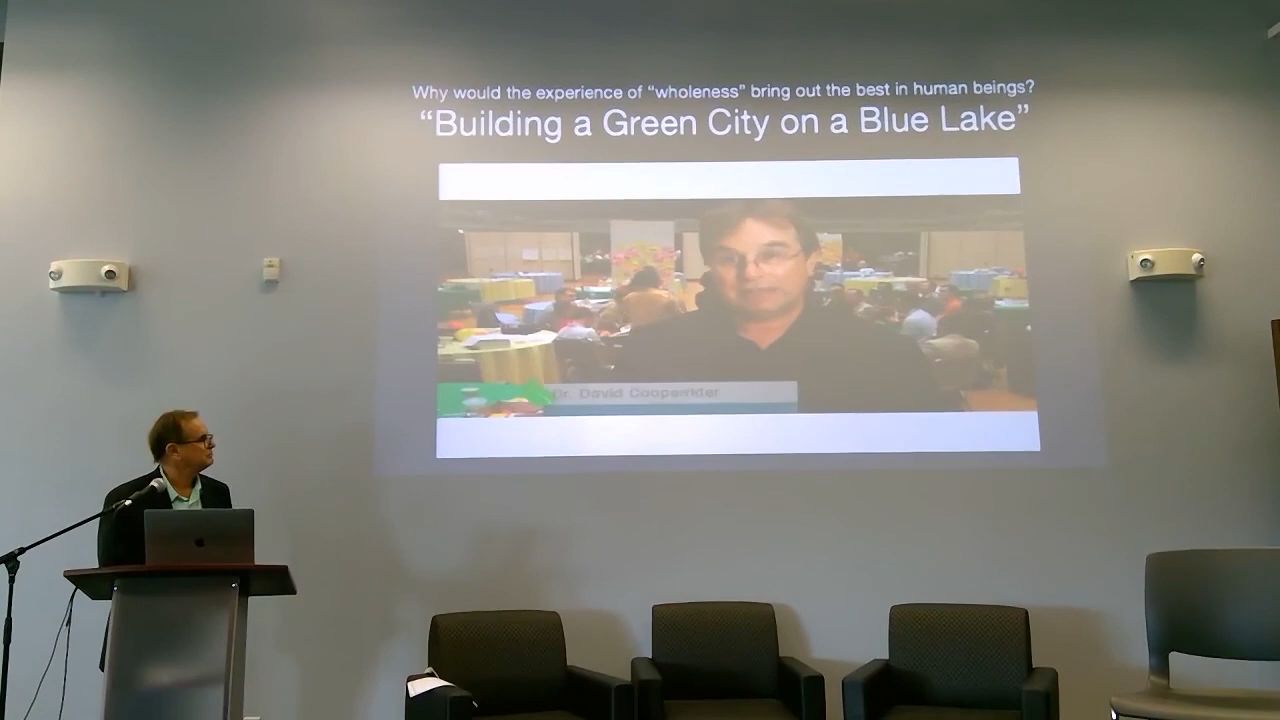 Why would the experience of “wholeness” bring out the best in human beings?
“Building a Green City on a Blue Lake”
Dr. David Cooperrider